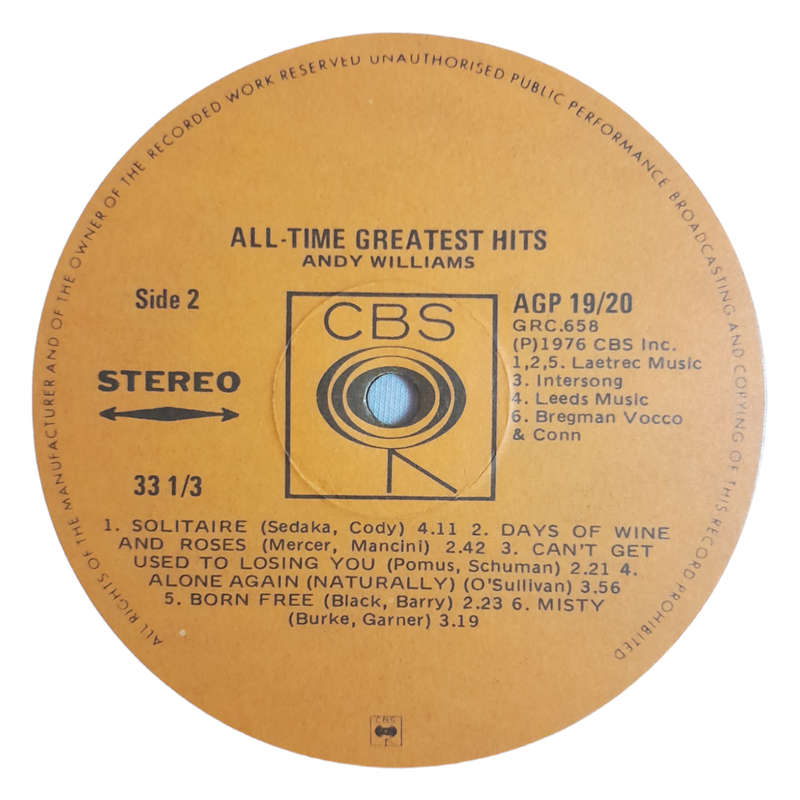 ALL RIGHTS OF THE MANUFACTURER AND OF THE OWNER OF THE RECORDED WORK RESERVED UNAUTHORISED PUBLIC PERFORMANCE BROADCASTING AND COPYING OF THIS RECORD PROHIBITED
ALL-TIME GREATEST HITS
ANDY WILLIAMS
Side 2
STEREO
33 1/3
CBS
AGP 19/20
GRC.658
(P)1976 CBS Inc.
1,2,5. Laetrec Music
3. Intersong
4. Leeds Music
6. Bregman Vocco
& Conn
1. SOLITAIRE (Sedaka, Cody) 4.11 2. DAYS OF WINE
AND ROSES (Mercer, Mancini) 2.42 3. CAN'T GET
USED TO LOSING YOU (Pomus, Schuman) 2.21 4.
ALONE AGAIN (NATURALLY) (O'Sullivan) 3.56
5. BORN FREE (Black, Barry) 2.23 6. MISTY
(Burke, Garner) 3.19
CBS